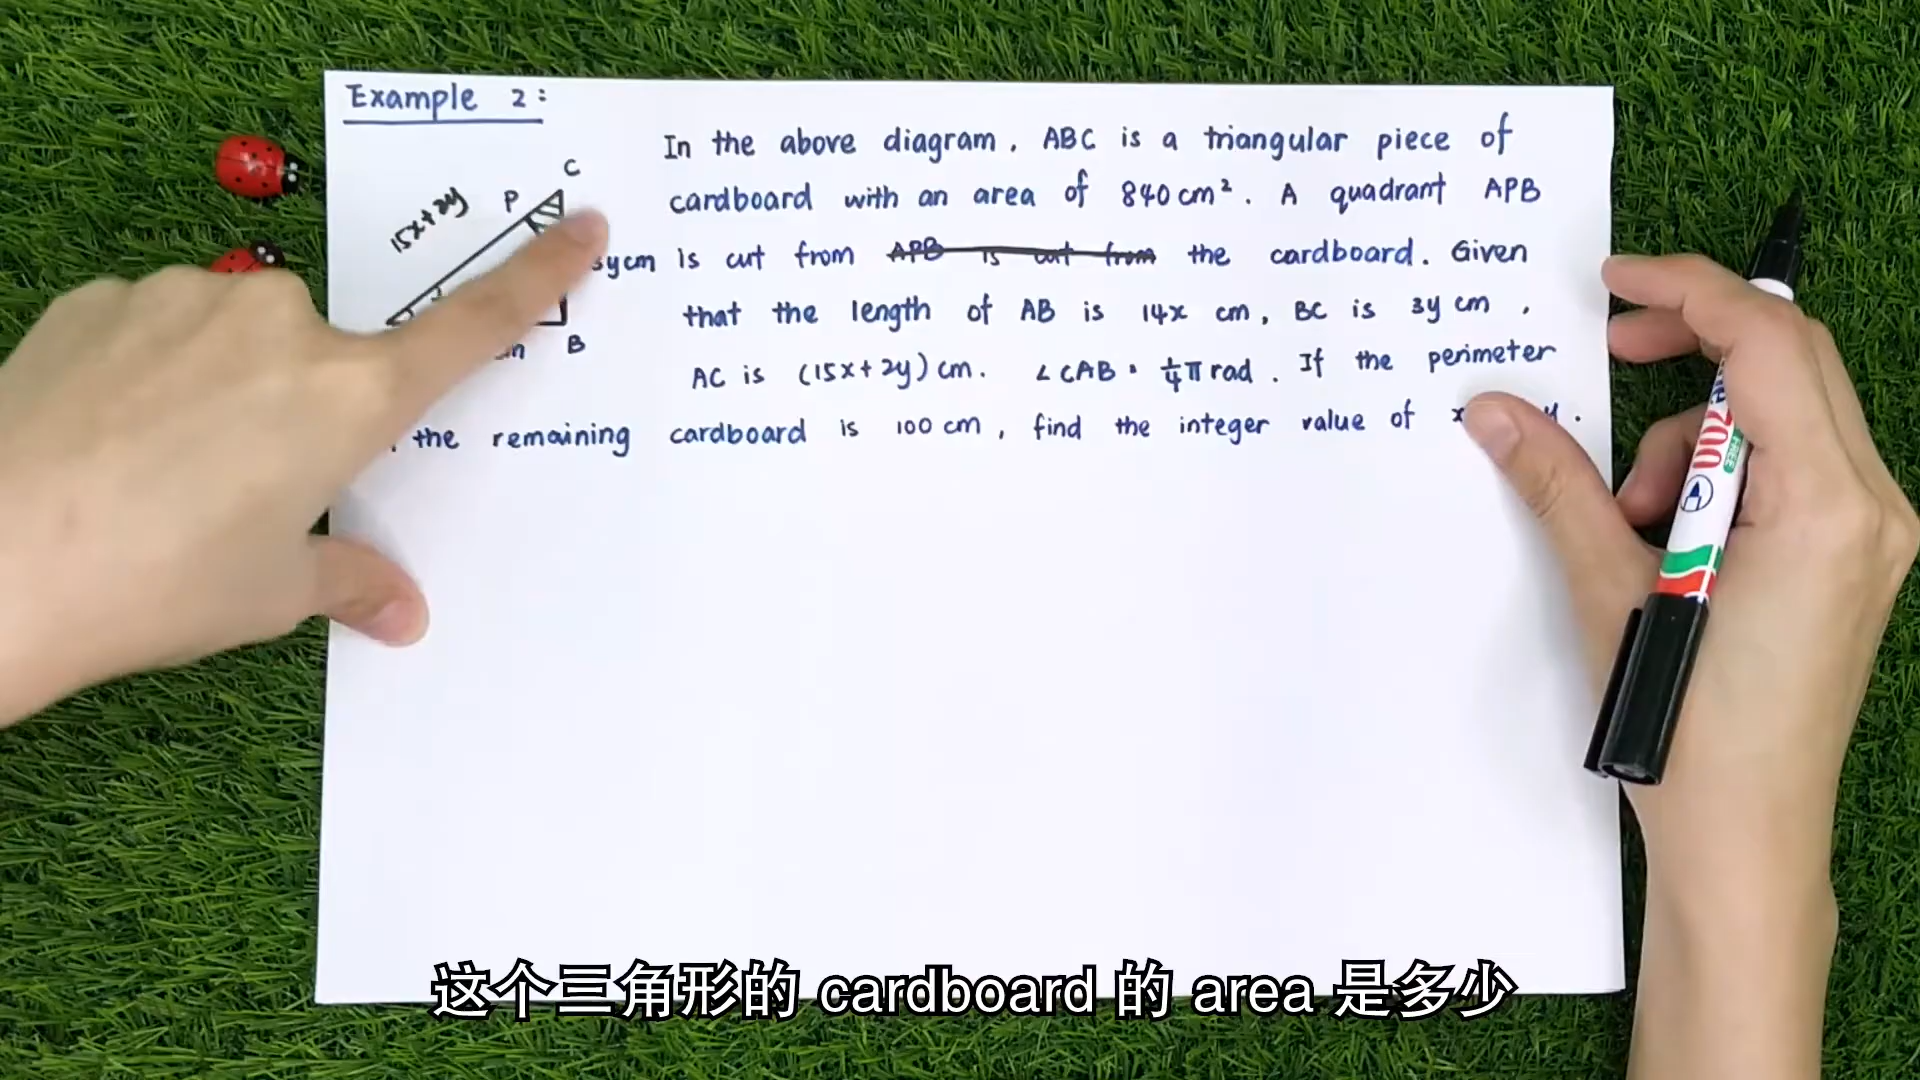 Example 2:
C
P
15x+2y
3ycm
B
In the above diagram, ABC is a triangular piece of
cardboard with an area of 840 cm². A quadrant APB
is cut from APB is cut from the cardboard. Given
that the length of AB is 14x cm, BC is 3y cm,
AC is (15x+2y) cm. ∠CAB = 1/4 π rad. If the perimeter
the remaining cardboard is 100 cm, find the integer value of x y.
200
这个三角形的 cardboard 的 area 是多少